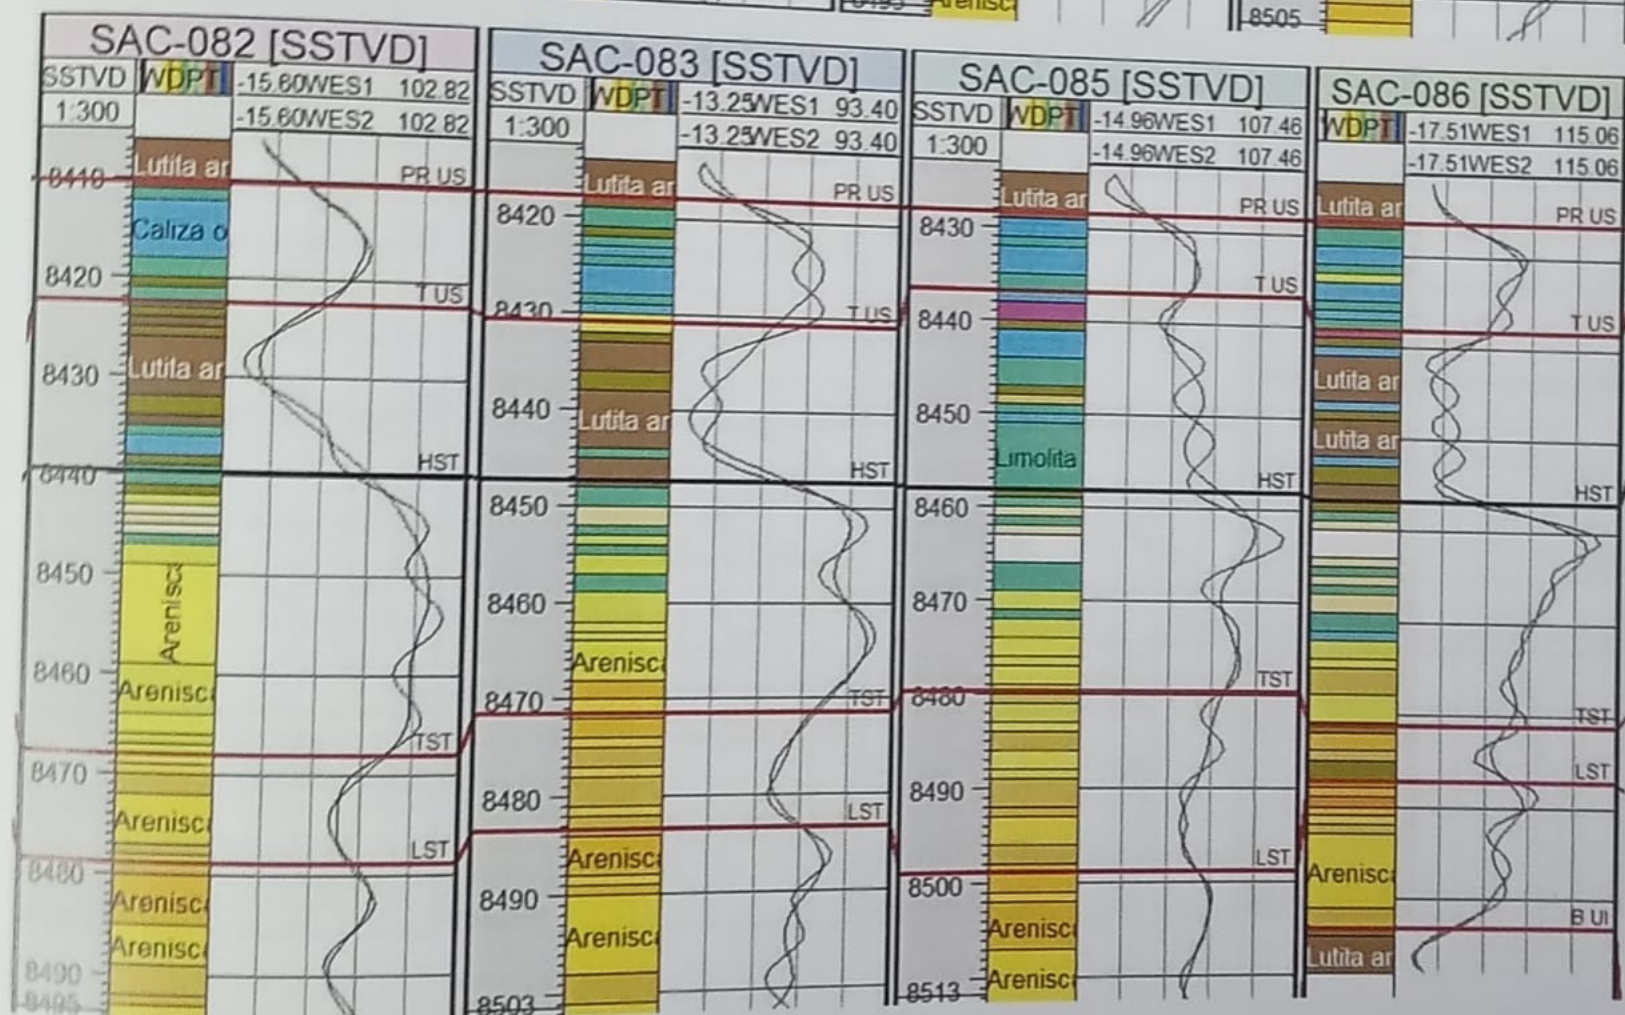 8495
Arenisc
8505
SAC-082 [SSTVD]
SSTVD WDPT -15.60WES1 102.82
1:300 -15.60WES2 102.82
Lutita ar
8410
PR US
Caliza o
8420
T US
8430
Lutita ar
HST
8440
8450
Arenisca
8460
Arenisc
TST
8470
Arenisc
LST
8480
Arenisc
Arenisc
8490
8495
SAC-083 [SSTVD]
SSTVD WDPT -13.25WES1 93.40
1:300 -13.25WES2 93.40
Lutita ar
PR US
8420
8430
T US
8440
Lutita ar
HST
8450
8460
Arenisc
8470
TST
8480
LST
Arenisc
8490
Arenisc
8503
SAC-085 [SSTVD]
SSTVD WDPT -14.96WES1 107.46
1:300 -14.96WES2 107.46
Lutita ar
PR US
8430
T US
8440
8450
Limolita
HST
8460
8470
TST
8480
8490
LST
8500
Arenisc
Arenisc
8513
SAC-086 [SSTVD]
WDPT -17.51WES1 115.06
-17.51WES2 115.06
Lutita ar
PR US
T US
Lutita ar
Lutita ar
HST
TST
LST
Arenisc
B UI
Lutita ar